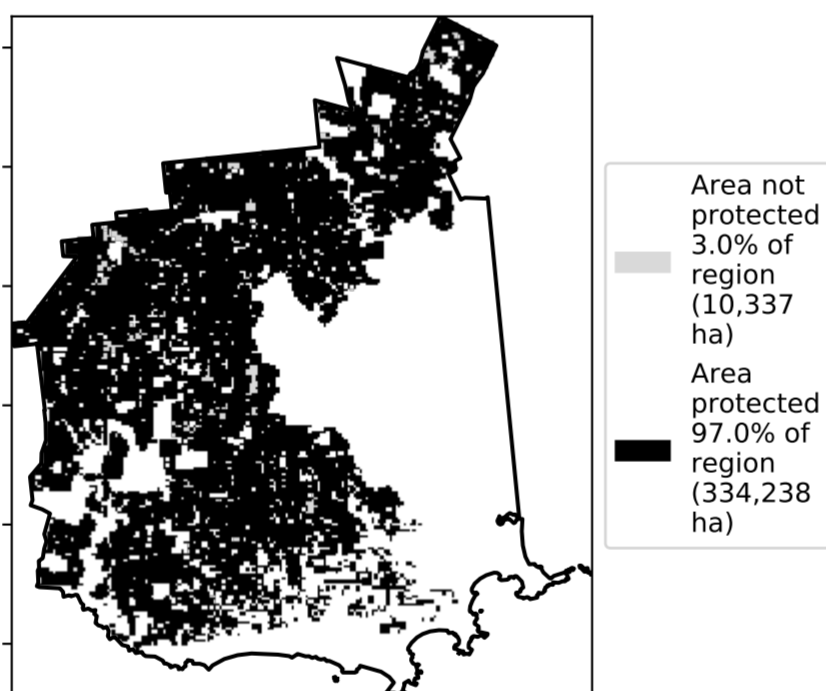 Area not
protected
3.0% of
region
(10,337
ha)
Area
protected
97.0% of
region
(334,238
ha)